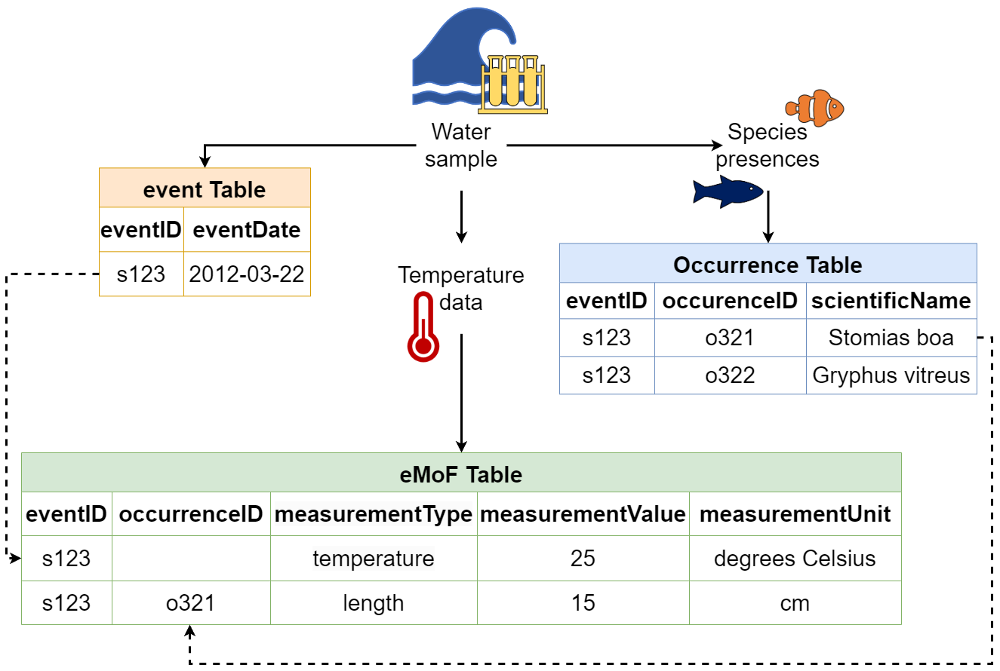 Water
sample
Species
presences
event Table
eventID eventDate
s123 2012-03-22
Temperature
data
Occurrence Table
eventID occurenceID scientificName
s123 o321 Stomias boa
s123 o322 Gryphus vitreus
eMoF Table
eventID occurrenceID measurementType measurementValue measurementUnit
s123 temperature 25 degrees Celsius
s123 o321 length 15 cm